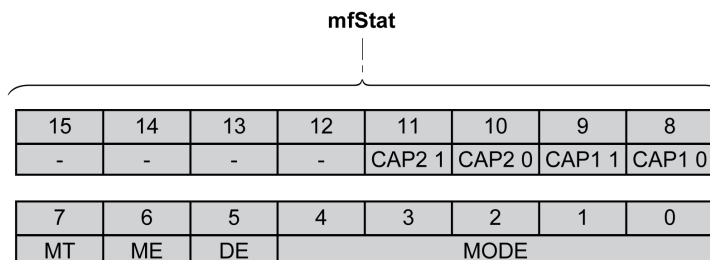 mfStat
15 14 13 12 11 10 9 8
- - - - CAP2 1 CAP2 0 CAP1 1 CAP1 0
7 6 5 4 3 2 1 0
MT ME DE MODE